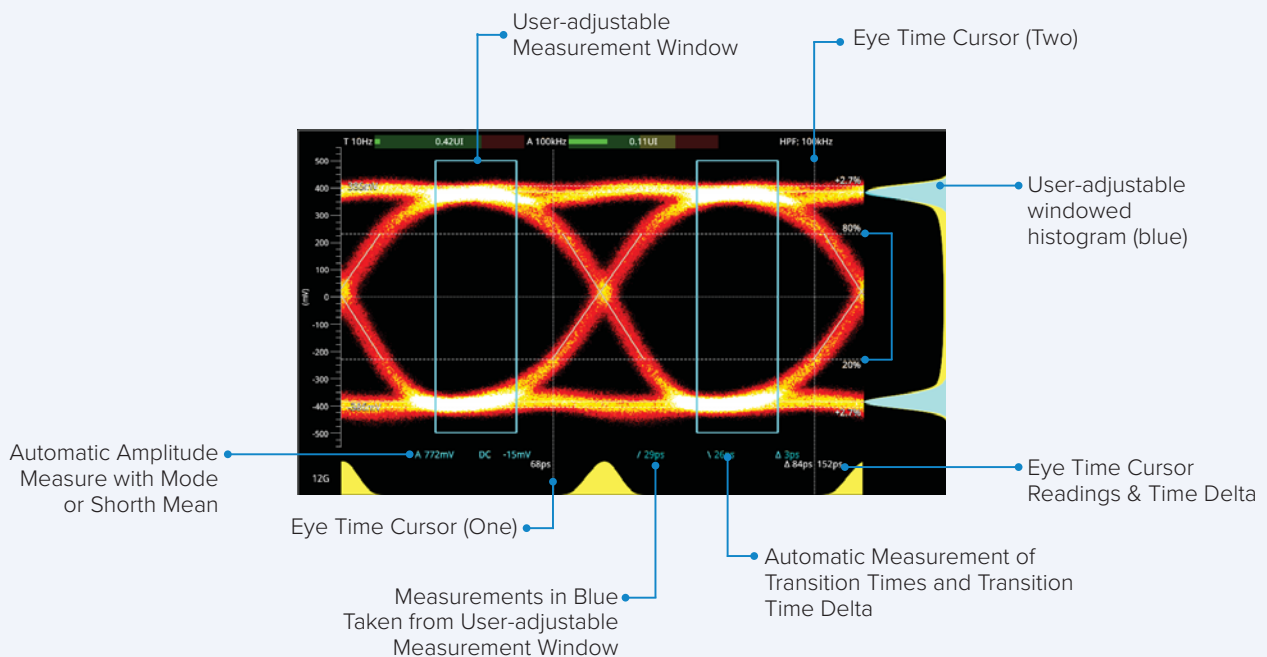 User-adjustable
Measurement Window
Eye Time Cursor (Two)
T 10Hz 0.42UI A 100kHz 0.11UI HPF: 100kHz
500
400
300
200
100
0
-100
-200
-300
-400
-500
(mV)
+2.7%
80%
20%
+2.7%
User-adjustable
windowed
histogram (blue)
A 772mV DC -15mV / 29ps \ 26ps Δ 3ps
68ps Δ 84ps 152ps
12G
Automatic Amplitude
Measure with Mode
or Shorth Mean
Eye Time Cursor
Readings & Time Delta
Eye Time Cursor (One)
Automatic Measurement of
Transition Times and Transition
Time Delta
Measurements in Blue
Taken from User-adjustable
Measurement Window